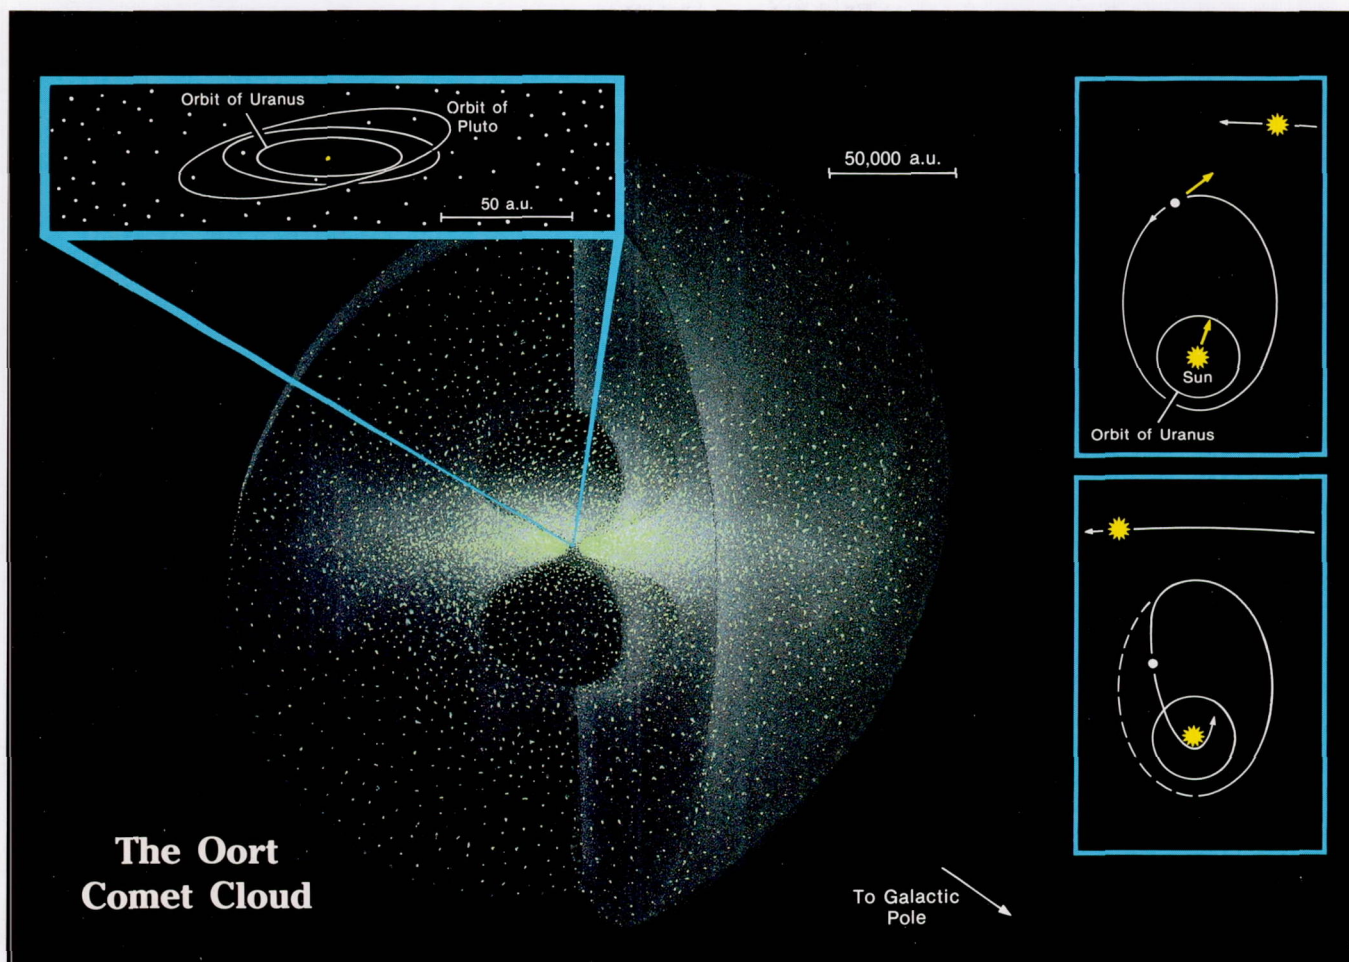 Orbit of Uranus
Orbit of
Pluto
50 a.u.
50,000 a.u.
Sun
Orbit of Uranus
The Oort
Comet Cloud
To Galactic
Pole